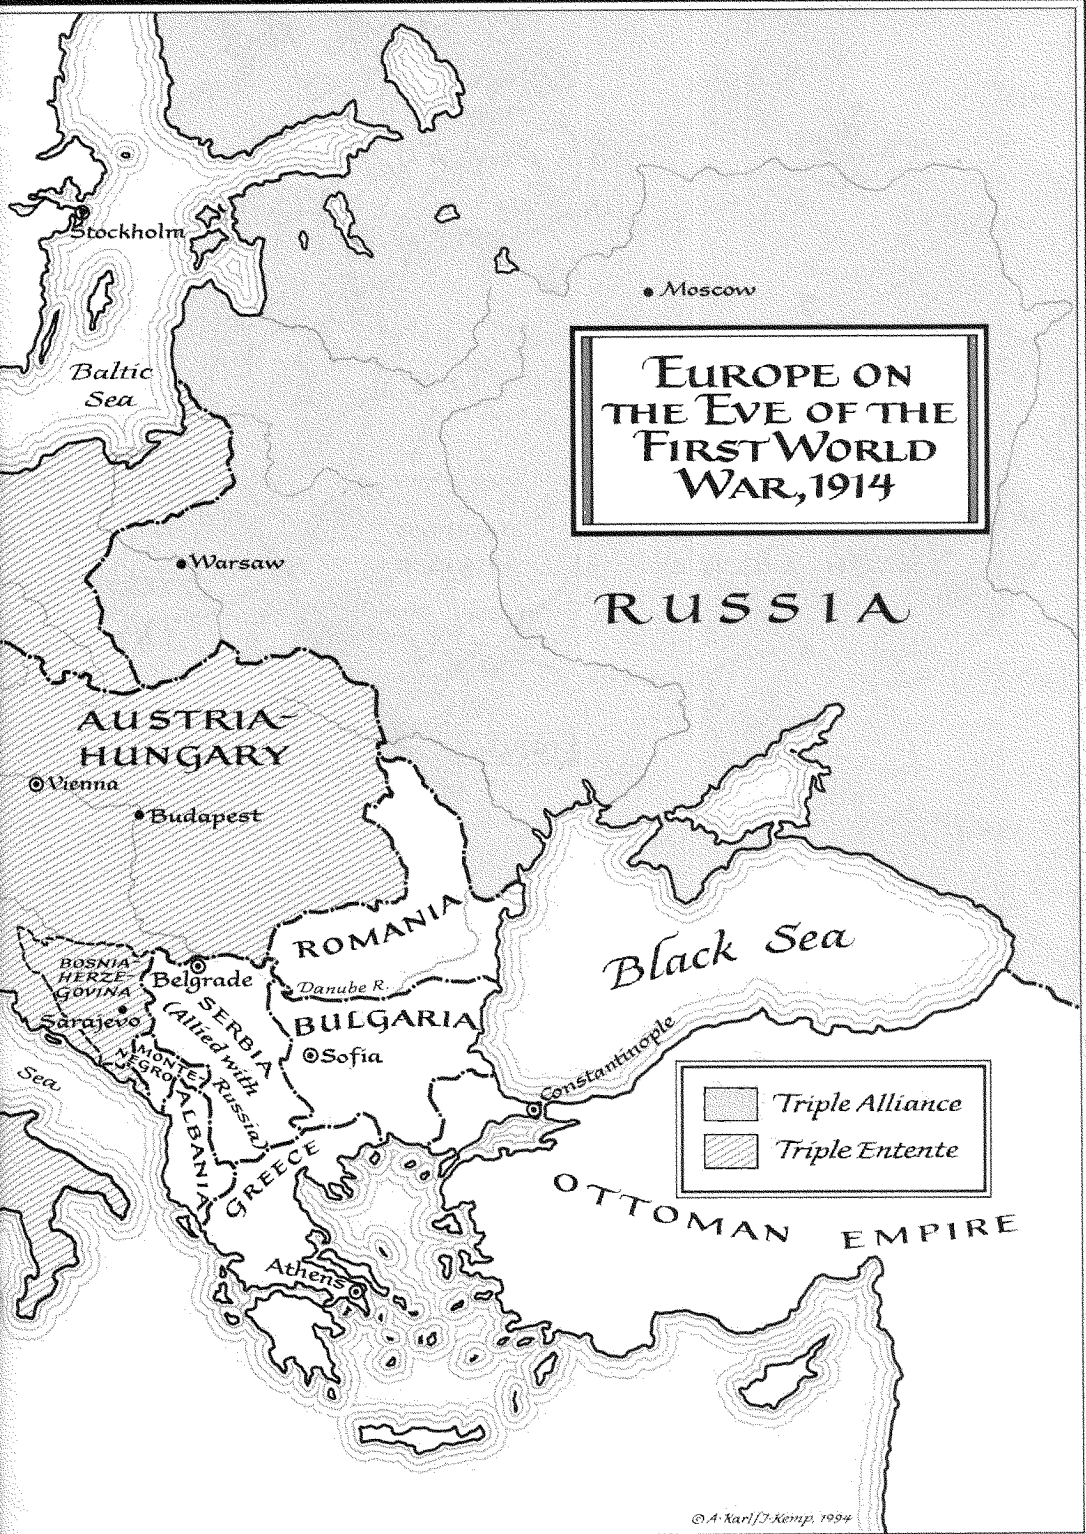 Stockholm
Moscow
EUROPE ON
THE EVE OF THE
FIRST WORLD
WAR, 1914
Baltic
Sea
Warsaw
RUSSIA
AUSTRIA-
HUNGARY
Vienna
Budapest
ROMANIA
Black Sea
BOSNIA-
HERZE-
GOVINA
Belgrade
Danube R.
SERBIA
(Allied with
Russia)
BULGARIA
Sarajevo
Sofia
MONTE-
NEGRO
Sea
Constantinople
ALBANIA
GREECE
Triple Alliance
Triple Entente
OTTOMAN EMPIRE
Athens
© A. Karl/J. Kemp, 1994